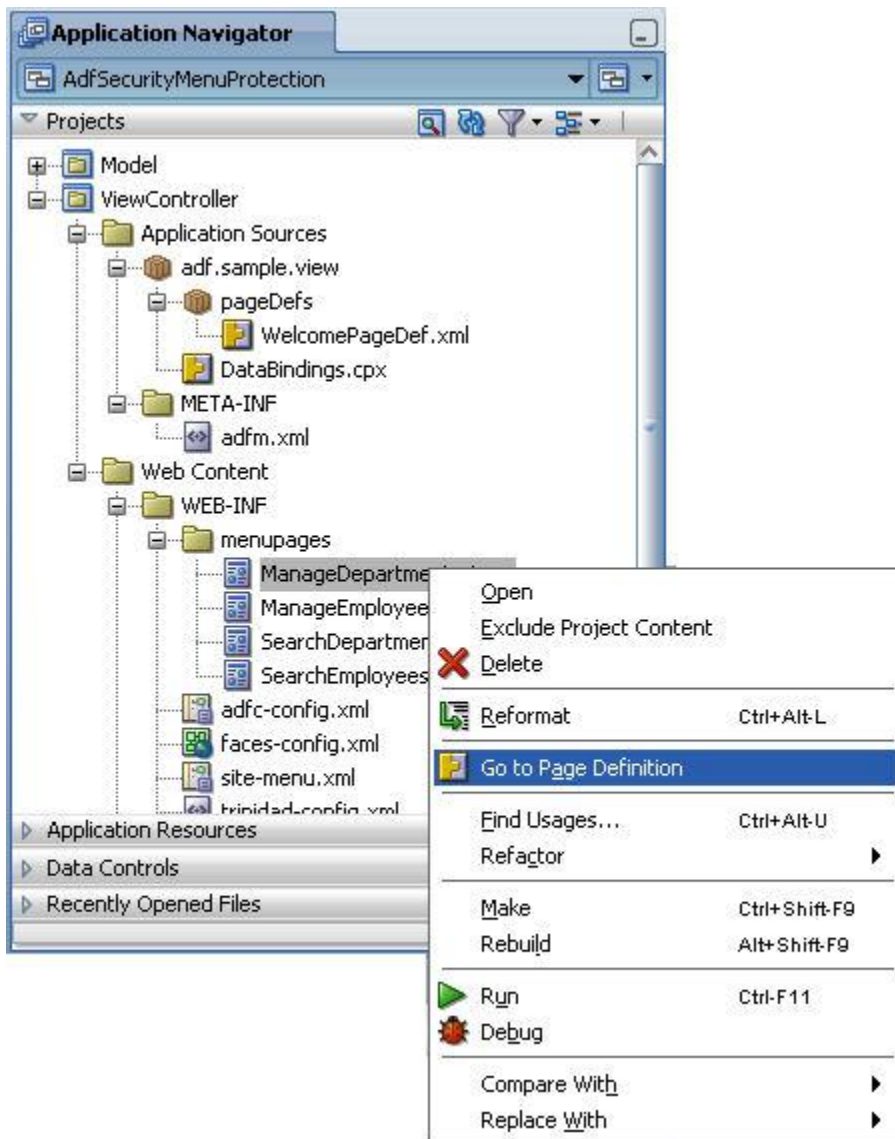 Application Navigator
AdfSecurityMenuProtection
Projects
Model
ViewController
Application Sources
adf.sample.view
pageDefs
WelcomePageDef.xml
DataBindings.cpx
META-INF
adfm.xml
Web Content
WEB-INF
menupages
ManageDepartme
ManageEmployee
SearchDepartmen
SearchEmployees
adfc-config.xml
faces-config.xml
site-menu.xml
trinidad-config.xml
Application Resources
Data Controls
Recently Opened Files
Open
Exclude Project Content
Delete
Reformat Ctrl+Alt-L
Go to Page Definition
Find Usages... Ctrl+Alt-U
Refactor
Make Ctrl+Shift-F9
Rebuild Alt+Shift-F9
Run Ctrl-F11
Debug
Compare With
Replace With